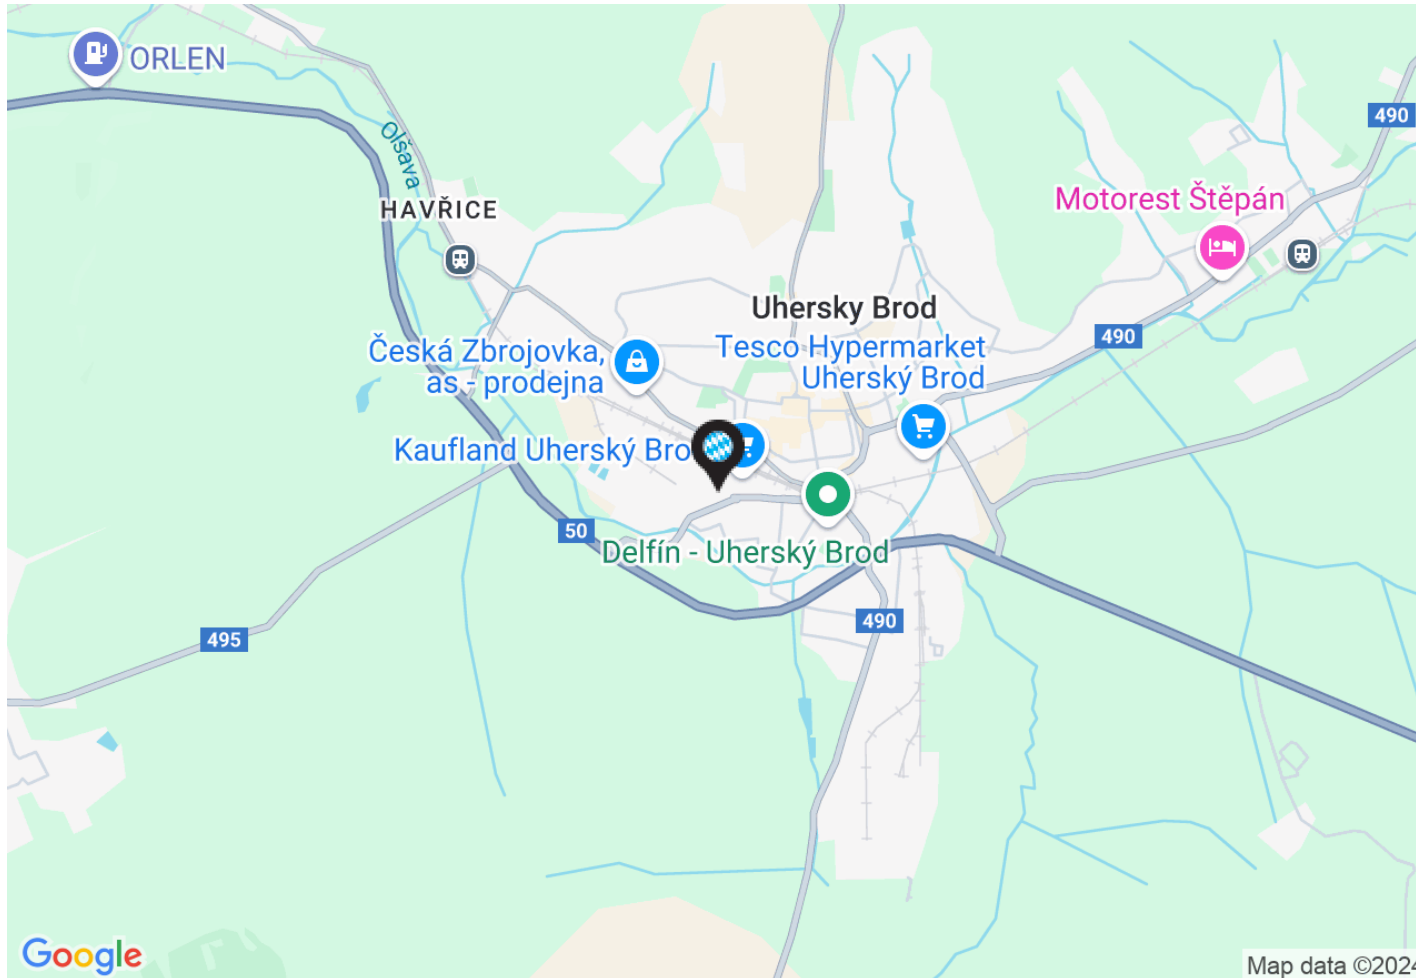 ORLEN
490
Olšava
Motorest Štěpán
HAVŘICE
Uhersky Brod
490
Česká Zbrojovka,
as - prodejna
Tesco Hypermarket
Uherský Brod
Kaufland Uherský Bro
50
Delfín - Uherský Brod
490
495
Google
Map data ©2024